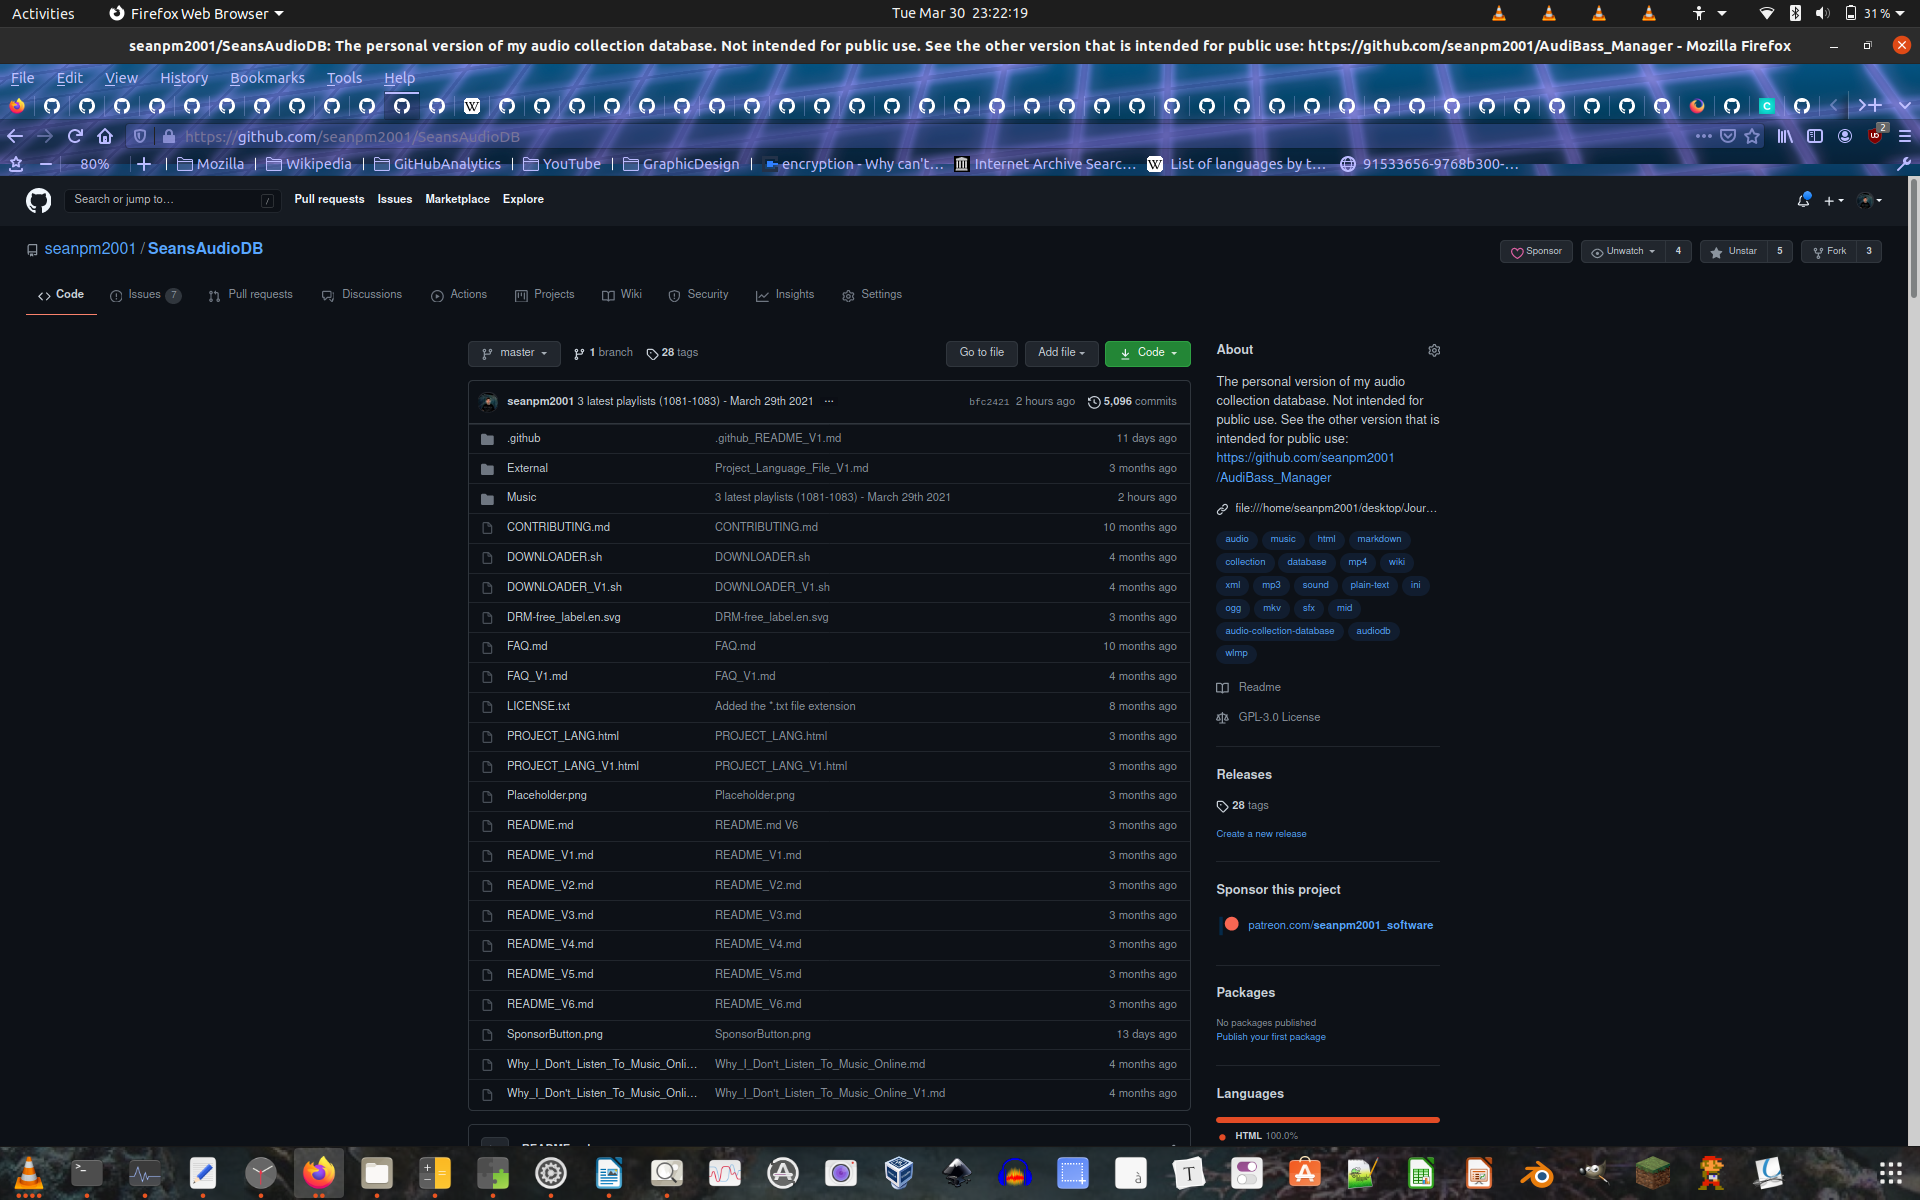 Activities
Firefox Web Browser
Tue Mar 30 23:22:19
31 %
seanpm2001/SeansAudioDB: The personal version of my audio collection database. Not intended for public use. See the other version that is intended for public use: https://github.com/seanpm2001/AudiBass_Manager - Mozilla Firefox
File Edit View History Bookmarks Tools Help
https://github.com/seanpm2001/SeansAudioDB
2
80%
Mozilla
Wikipedia
GitHubAnalytics
YouTube
GraphicDesign
encryption - Why can't…
Internet Archive Searc…
List of languages by t…
91533656-9768b300-…
Search or jump to…
/
Pull requests Issues Marketplace Explore
seanpm2001 / SeansAudioDB
Sponsor
Unwatch 4
Unstar 5
Fork 3
Code
Issues 7
Pull requests
Discussions
Actions
Projects
Wiki
Security
Insights
Settings
master
1 branch
28 tags
Go to file
Add file
Code
seanpm2001 3 latest playlists (1081-1083) - March 29th 2021 ...
bfc2421 2 hours ago
5,096 commits
.github .github_README_V1.md 11 days ago
External Project_Language_File_V1.md 3 months ago
Music 3 latest playlists (1081-1083) - March 29th 2021 2 hours ago
CONTRIBUTING.md CONTRIBUTING.md 10 months ago
DOWNLOADER.sh DOWNLOADER.sh 4 months ago
DOWNLOADER_V1.sh DOWNLOADER_V1.sh 4 months ago
DRM-free_label.en.svg DRM-free_label.en.svg 3 months ago
FAQ.md FAQ.md 10 months ago
FAQ_V1.md FAQ_V1.md 4 months ago
LICENSE.txt Added the *.txt file extension 8 months ago
PROJECT_LANG.html PROJECT_LANG.html 3 months ago
PROJECT_LANG_V1.html PROJECT_LANG_V1.html 3 months ago
Placeholder.png Placeholder.png 3 months ago
README.md README.md V6 3 months ago
README_V1.md README_V1.md 3 months ago
README_V2.md README_V2.md 3 months ago
README_V3.md README_V3.md 3 months ago
README_V4.md README_V4.md 3 months ago
README_V5.md README_V5.md 3 months ago
README_V6.md README_V6.md 3 months ago
SponsorButton.png SponsorButton.png 13 days ago
Why_I_Don't_Listen_To_Music_Onli… Why_I_Don't_Listen_To_Music_Online.md 4 months ago
Why_I_Don't_Listen_To_Music_Onli… Why_I_Don't_Listen_To_Music_Online_V1.md 4 months ago
About
The personal version of my audio
collection database. Not intended for
public use. See the other version that is
intended for public use:
https://github.com/seanpm2001
/AudiBass_Manager
file:///home/seanpm2001/desktop/Jour…
audio music html markdown
collection database mp4 wiki
xml mp3 sound plain-text ini
ogg mkv sfx mid
audio-collection-database audiodb
wlmp
Readme
GPL-3.0 License
Releases
28 tags
Create a new release
Sponsor this project
patreon.com/seanpm2001_software
Packages
No packages published
Publish your first package
Languages
HTML 100.0%